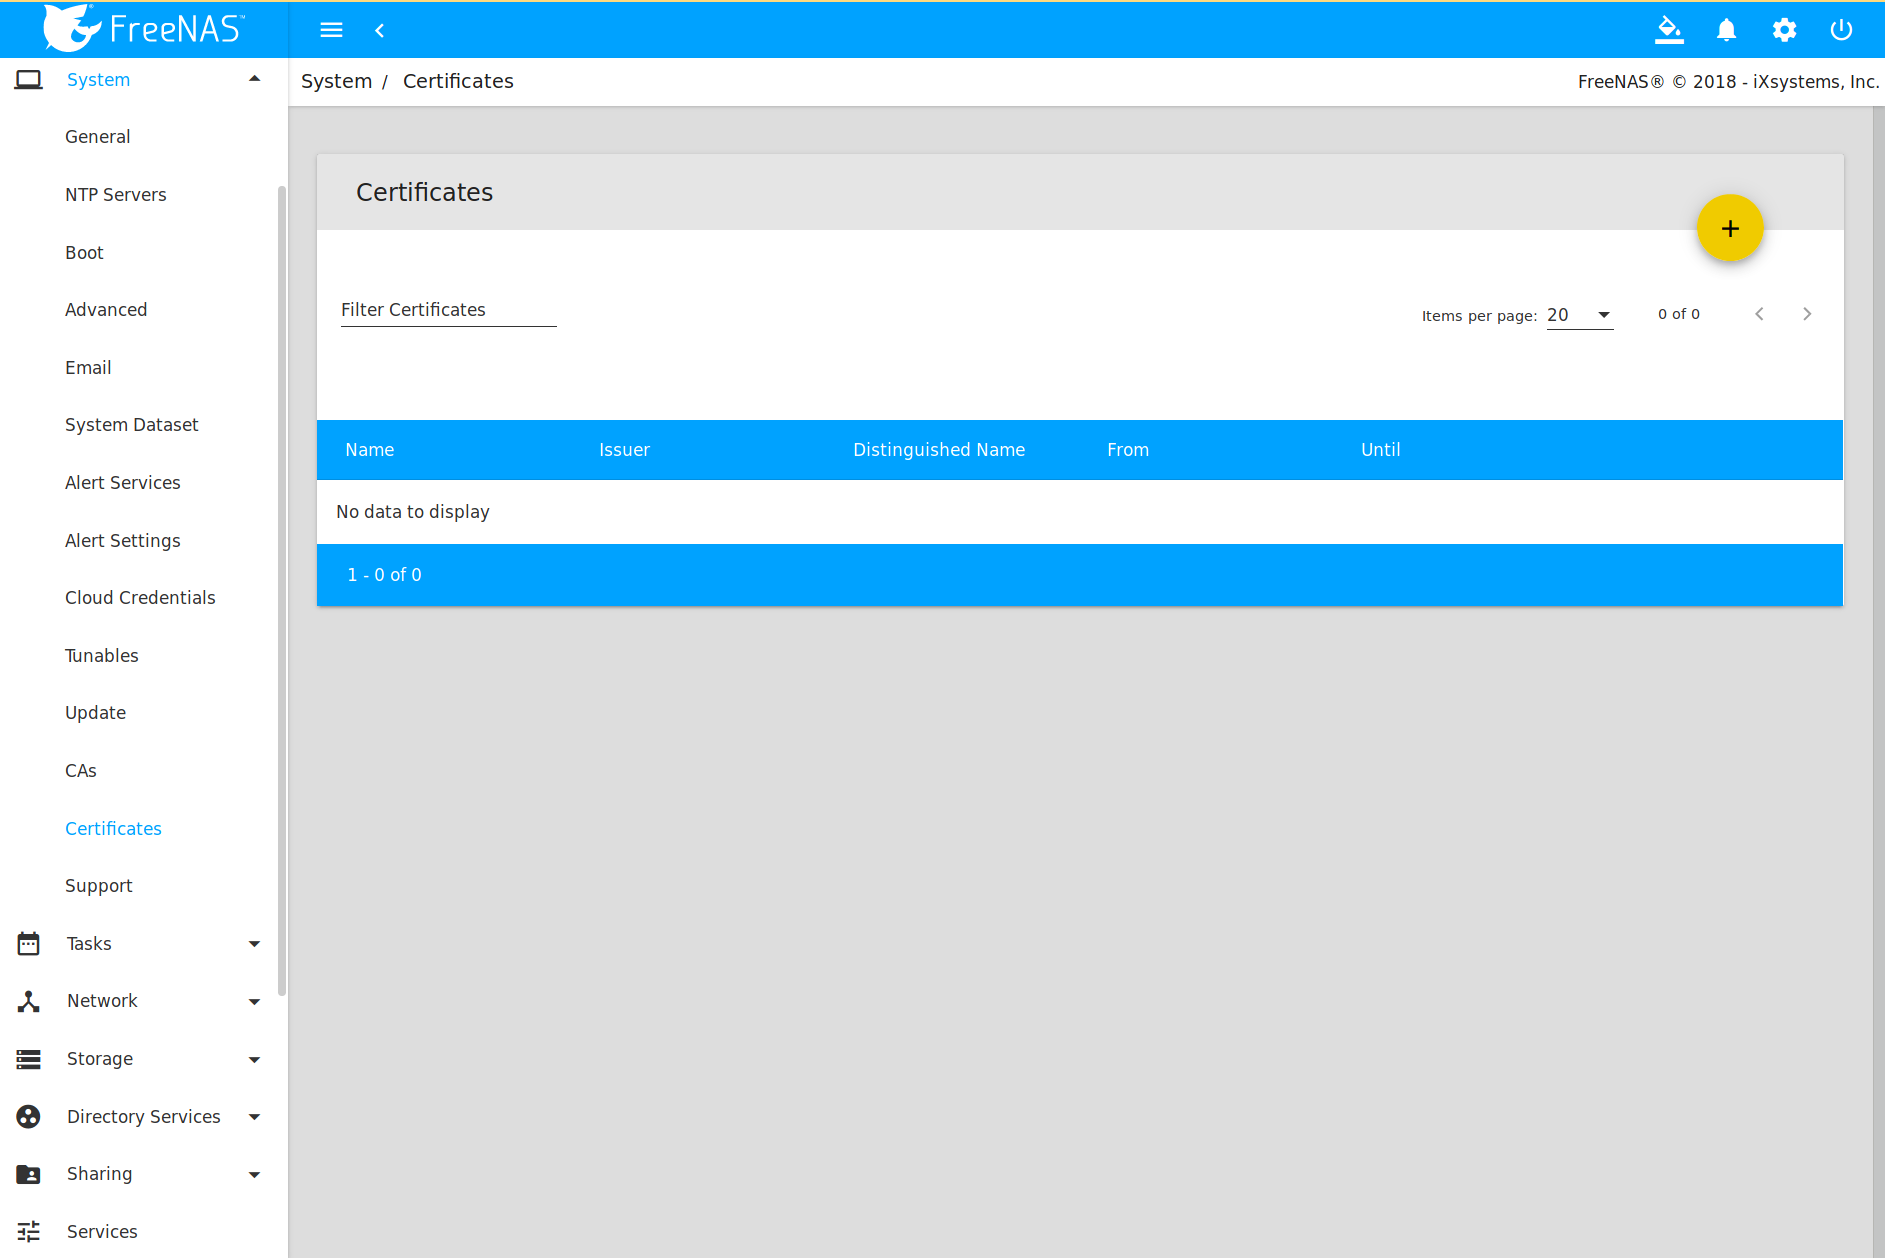 FreeNAS™
System
General
NTP Servers
Boot
Advanced
Email
System Dataset
Alert Services
Alert Settings
Cloud Credentials
Tunables
Update
CAs
Certificates
Support
Tasks
Network
Storage
Directory Services
Sharing
Services
System / Certificates
FreeNAS® © 2018 - iXsystems, Inc.
Certificates
+
Filter Certificates
Items per page: 20 0 of 0
Name Issuer Distinguished Name From Until
No data to display
1 - 0 of 0